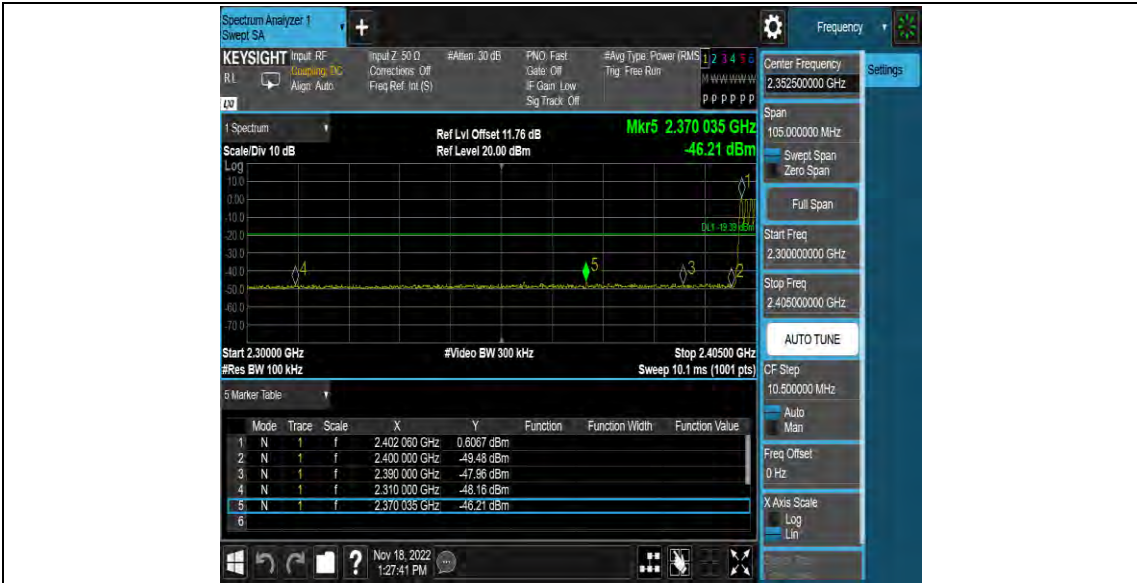 Spectrum Analyzer 1
Swept SA
Frequency
KEYSIGHT
Input: RF
Coupling: DC
Align: Auto
Input Z: 50 Ω
Corrections: Off
Freq Ref: Int (S)
#Atten: 30 dB
PNO: Fast
Gate: Off
IF Gain: Low
Sig Track: Off
#Avg Type: Power (RMS
Trig: Free Run
1 2 3 4 5 6
M W W W W W
P P P P P P
R L
LXI
1 Spectrum
Scale/Div 10 dB
Ref Lvl Offset 11.76 dB
Ref Level 20.00 dBm
Mkr5 2.370 035 GHz
-46.21 dBm
Log
10.0
0.00
-10.0
-20.0
-30.0
-40.0
-50.0
-60.0
-70.0
1
DL1 -19.39 dBm
4
5
3
2
Start 2.30000 GHz
#Res BW 100 kHz
#Video BW 300 kHz
Stop 2.40500 GHz
Sweep 10.1 ms (1001 pts)
5 Marker Table
Mode Trace Scale X Y Function Function Width Function Value
1 N 1 f 2.402 060 GHz 0.6067 dBm
2 N 1 f 2.400 000 GHz -49.48 dBm
3 N 1 f 2.390 000 GHz -47.96 dBm
4 N 1 f 2.310 000 GHz -48.16 dBm
5 N 1 f 2.370 035 GHz -46.21 dBm
6
Nov 18, 2022
1:27:41 PM
Center Frequency
2.352500000 GHz
Settings
Span
105.000000 MHz
Swept Span
Zero Span
Full Span
Start Freq
2.300000000 GHz
Stop Freq
2.405000000 GHz
AUTO TUNE
CF Step
10.500000 MHz
Auto
Man
Freq Offset
0 Hz
X Axis Scale
Log
Lin